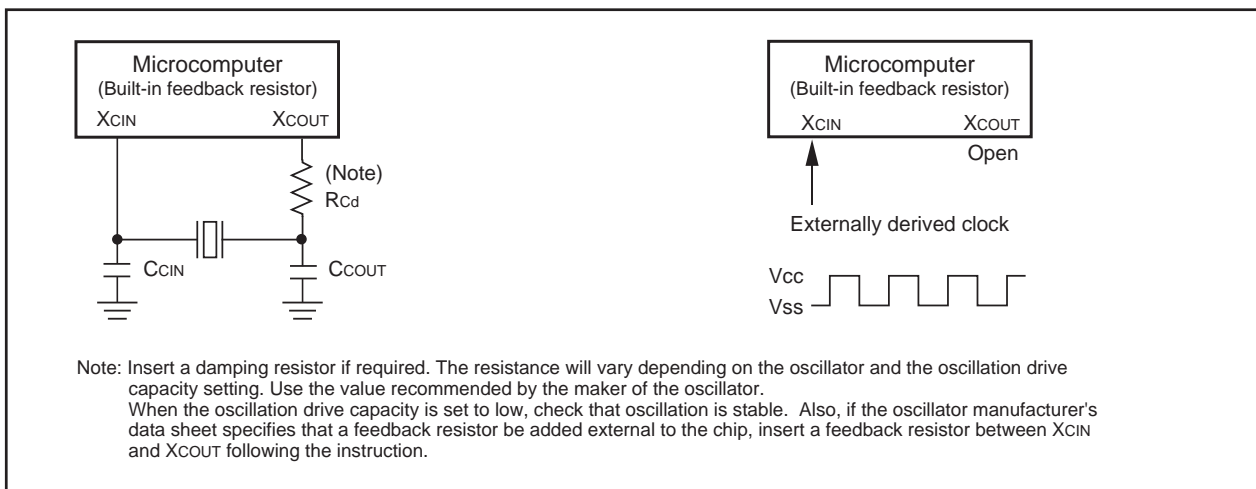 Microcomputer
(Built-in feedback resistor)
XCIN XCOUT
(Note)
RCd
CCIN CCOUT
Microcomputer
(Built-in feedback resistor)
XCIN XCOUT
Open
Externally derived clock
Vcc
Vss
Note: Insert a damping resistor if required. The resistance will vary depending on the oscillator and the oscillation drive
capacity setting. Use the value recommended by the maker of the oscillator.
When the oscillation drive capacity is set to low, check that oscillation is stable. Also, if the oscillator manufacturer's
data sheet specifies that a feedback resistor be added external to the chip, insert a feedback resistor between XCIN
and XCOUT following the instruction.